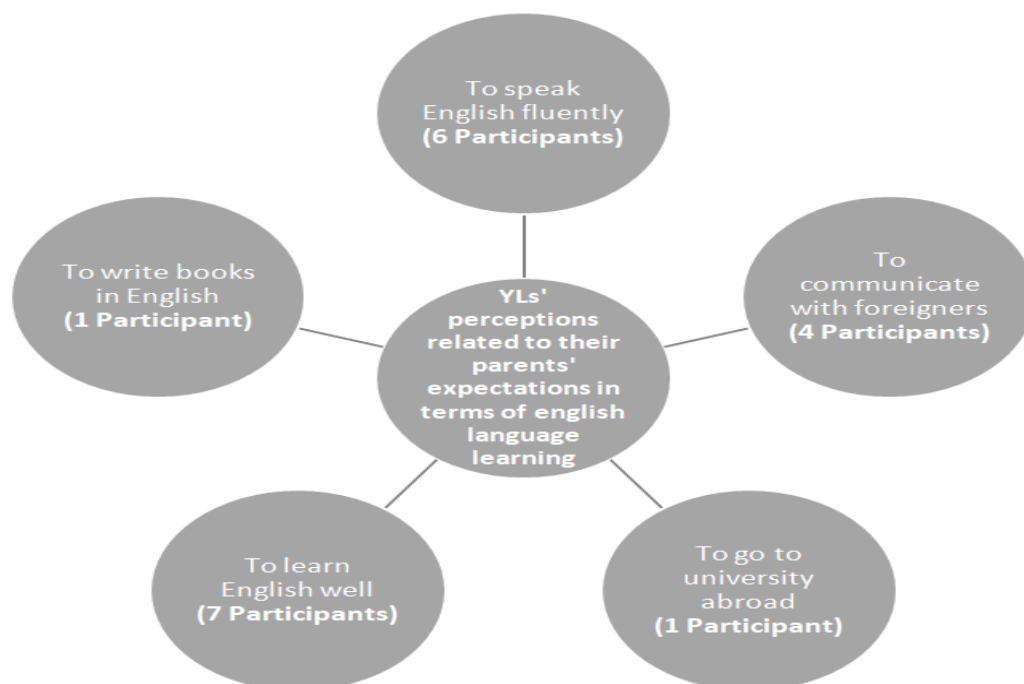 To speak
English fluently
(6 Participants)
To write books
in English
(1 Participant)
To
communicate
with foreigners
(4 Participants)
YLs'
perceptions
related to their
parents'
expectations in
terms of english
language
learning
To learn
English well
(7 Participants)
To go to
university
abroad
(1 Participant)